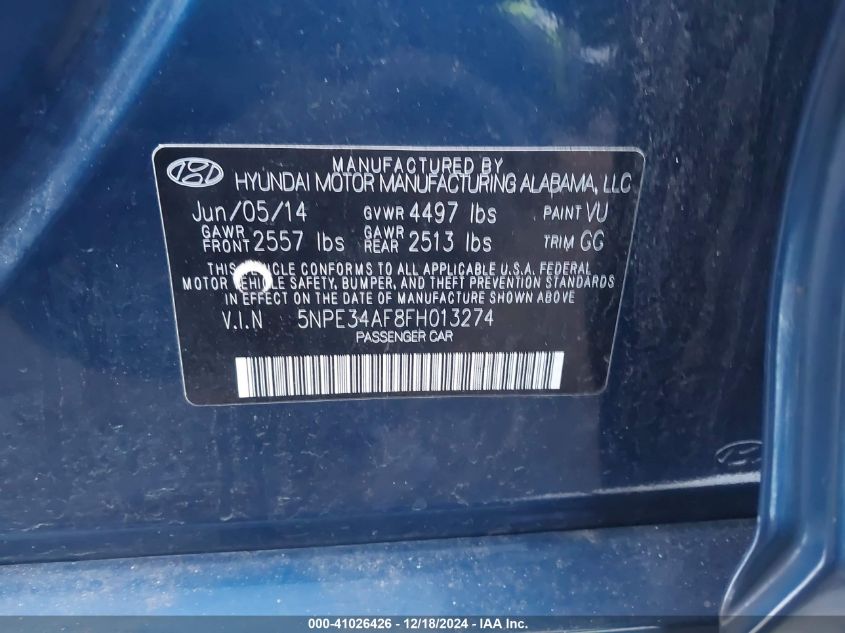 MANUFACTURED BY
HYUNDAI MOTOR MANUFACTURING ALABAMA, LLC
Jun/05/14 GVWR 4497 lbs PAINT VU
GAWR FRONT 2557 lbs GAWR REAR 2513 lbs TRIM GG
THIS VEHICLE CONFORMS TO ALL APPLICABLE U.S.A. FEDERAL
MOTOR VEHICLE SAFETY, BUMPER, AND THEFT PREVENTION STANDARDS
IN EFFECT ON THE DATE OF MANUFACTURE SHOWN ABOVE
V.I.N 5NPE34AF8FH013274
PASSENGER CAR
000-41026426 - 12/18/2024 - IAAI.com